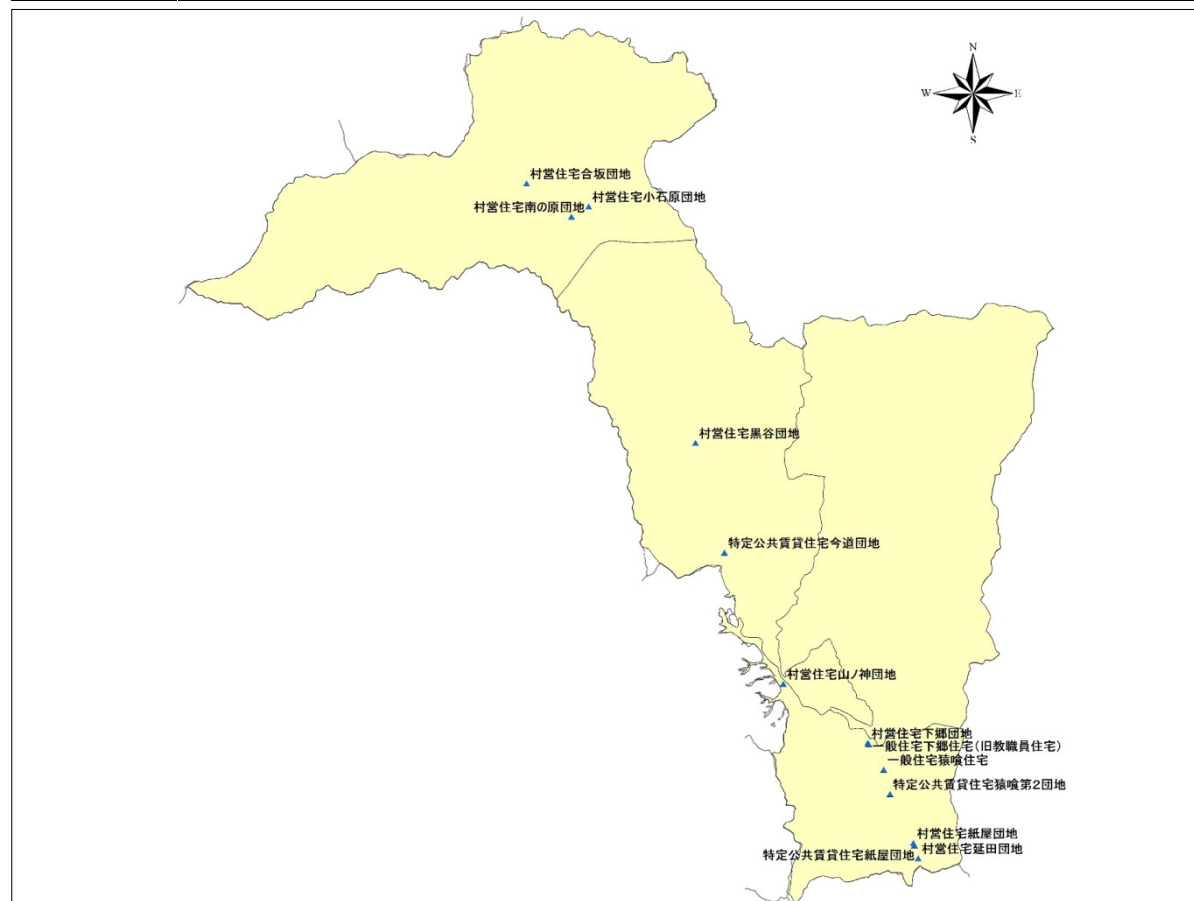 N
W
E
S
村営住宅合坂団地
村営住宅小石原団地
村営住宅南の原団地
村営住宅黒谷団地
特定公共賃貸住宅今道団地
村営住宅山ノ神団地
村営住宅下郷団地
一般住宅下郷住宅(旧教職員住宅)
一般住宅猿喰住宅
特定公共賃貸住宅猿喰第2団地
村営住宅紙屋団地
村営住宅延田団地
特定公共賃貸住宅紙屋団地